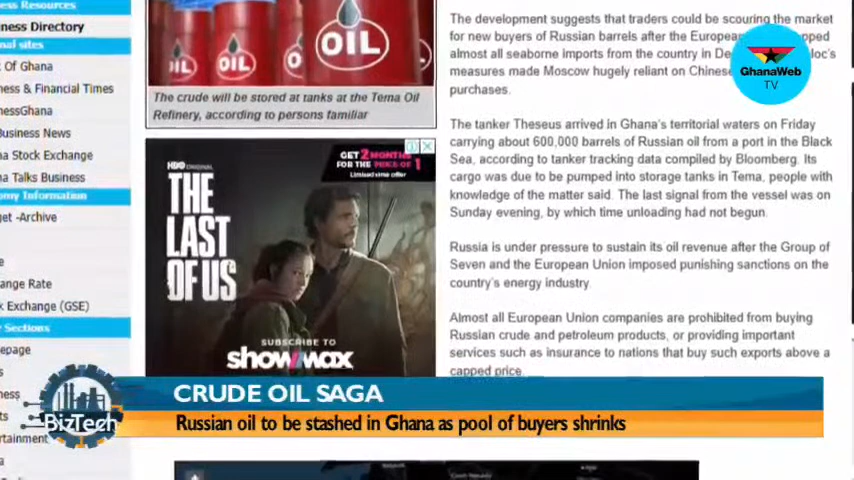 ess Resources
ness Directory
nal sites
Of Ghana
ness & Financial Times
nessGhana
Business News
na Stock Exchange
na Talks Business
omy Information
get -Archive
e
ange Rate
k Exchange (GSE)
Sections
epage
s
ness
ts
rtainment
a
OIL
OIL
OIL
The crude will be stored at tanks at the Tema Oil
Refinery, according to persons familiar
HBO ORIGINAL
THE
LAST
OF US
GET 2 MONTHS
FOR THE PRICE OF 1
Limited time offer
SUBSCRIBE TO
showmax
The development suggests that traders could be scouring the market
for new buyers of Russian barrels after the European
almost all seaborne imports from the country in De
measures made Moscow hugely reliant on Chinese
purchases.
The tanker Theseus arrived in Ghana's territorial waters on Friday
carrying about 600,000 barrels of Russian oil from a port in the Black
Sea, according to tanker tracking data compiled by Bloomberg. Its
cargo was due to be pumped into storage tanks in Tema, people with
knowledge of the matter said. The last signal from the vessel was on
Sunday evening, by which time unloading had not begun.
Russia is under pressure to sustain its oil revenue after the Group of
Seven and the European Union imposed punishing sanctions on the
country's energy industry.
Almost all European Union companies are prohibited from buying
Russian crude and petroleum products, or providing important
services such as insurance to nations that buy such exports above a
capped price.
GhanaWeb
TV
BizTech
CRUDE OIL SAGA
Russian oil to be stashed in Ghana as pool of buyers shrinks